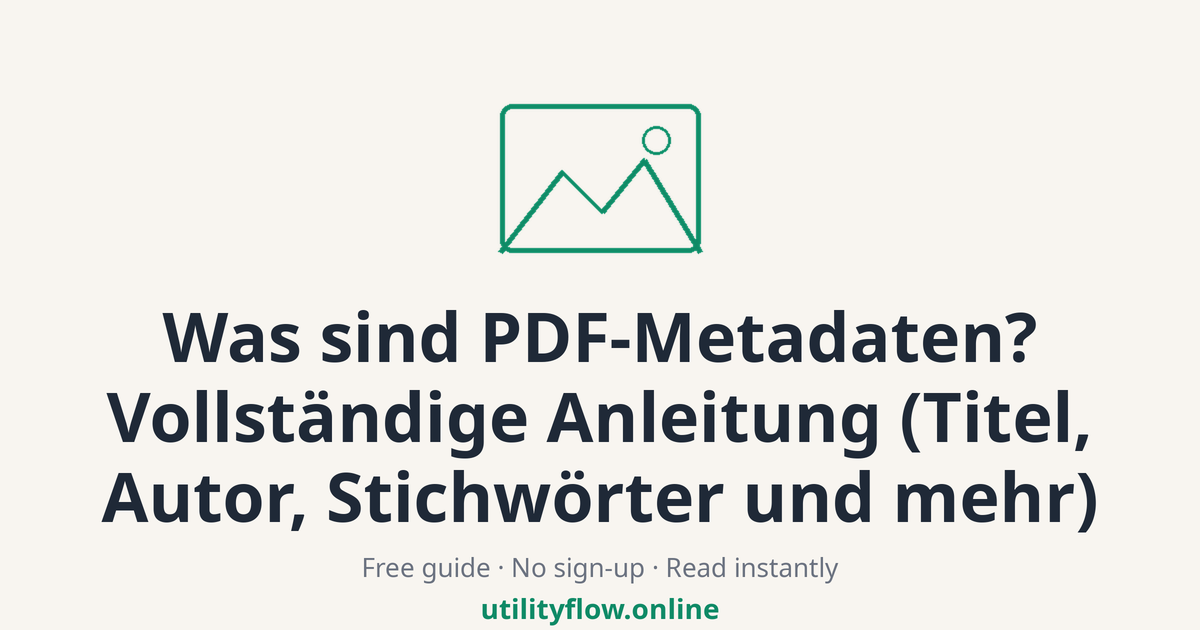 Was sind PDF-Metadaten?
Vollständige Anleitung (Titel,
Autor, Stichwörter und mehr)
Free guide · No sign-up · Read instantly
utilityflow.online